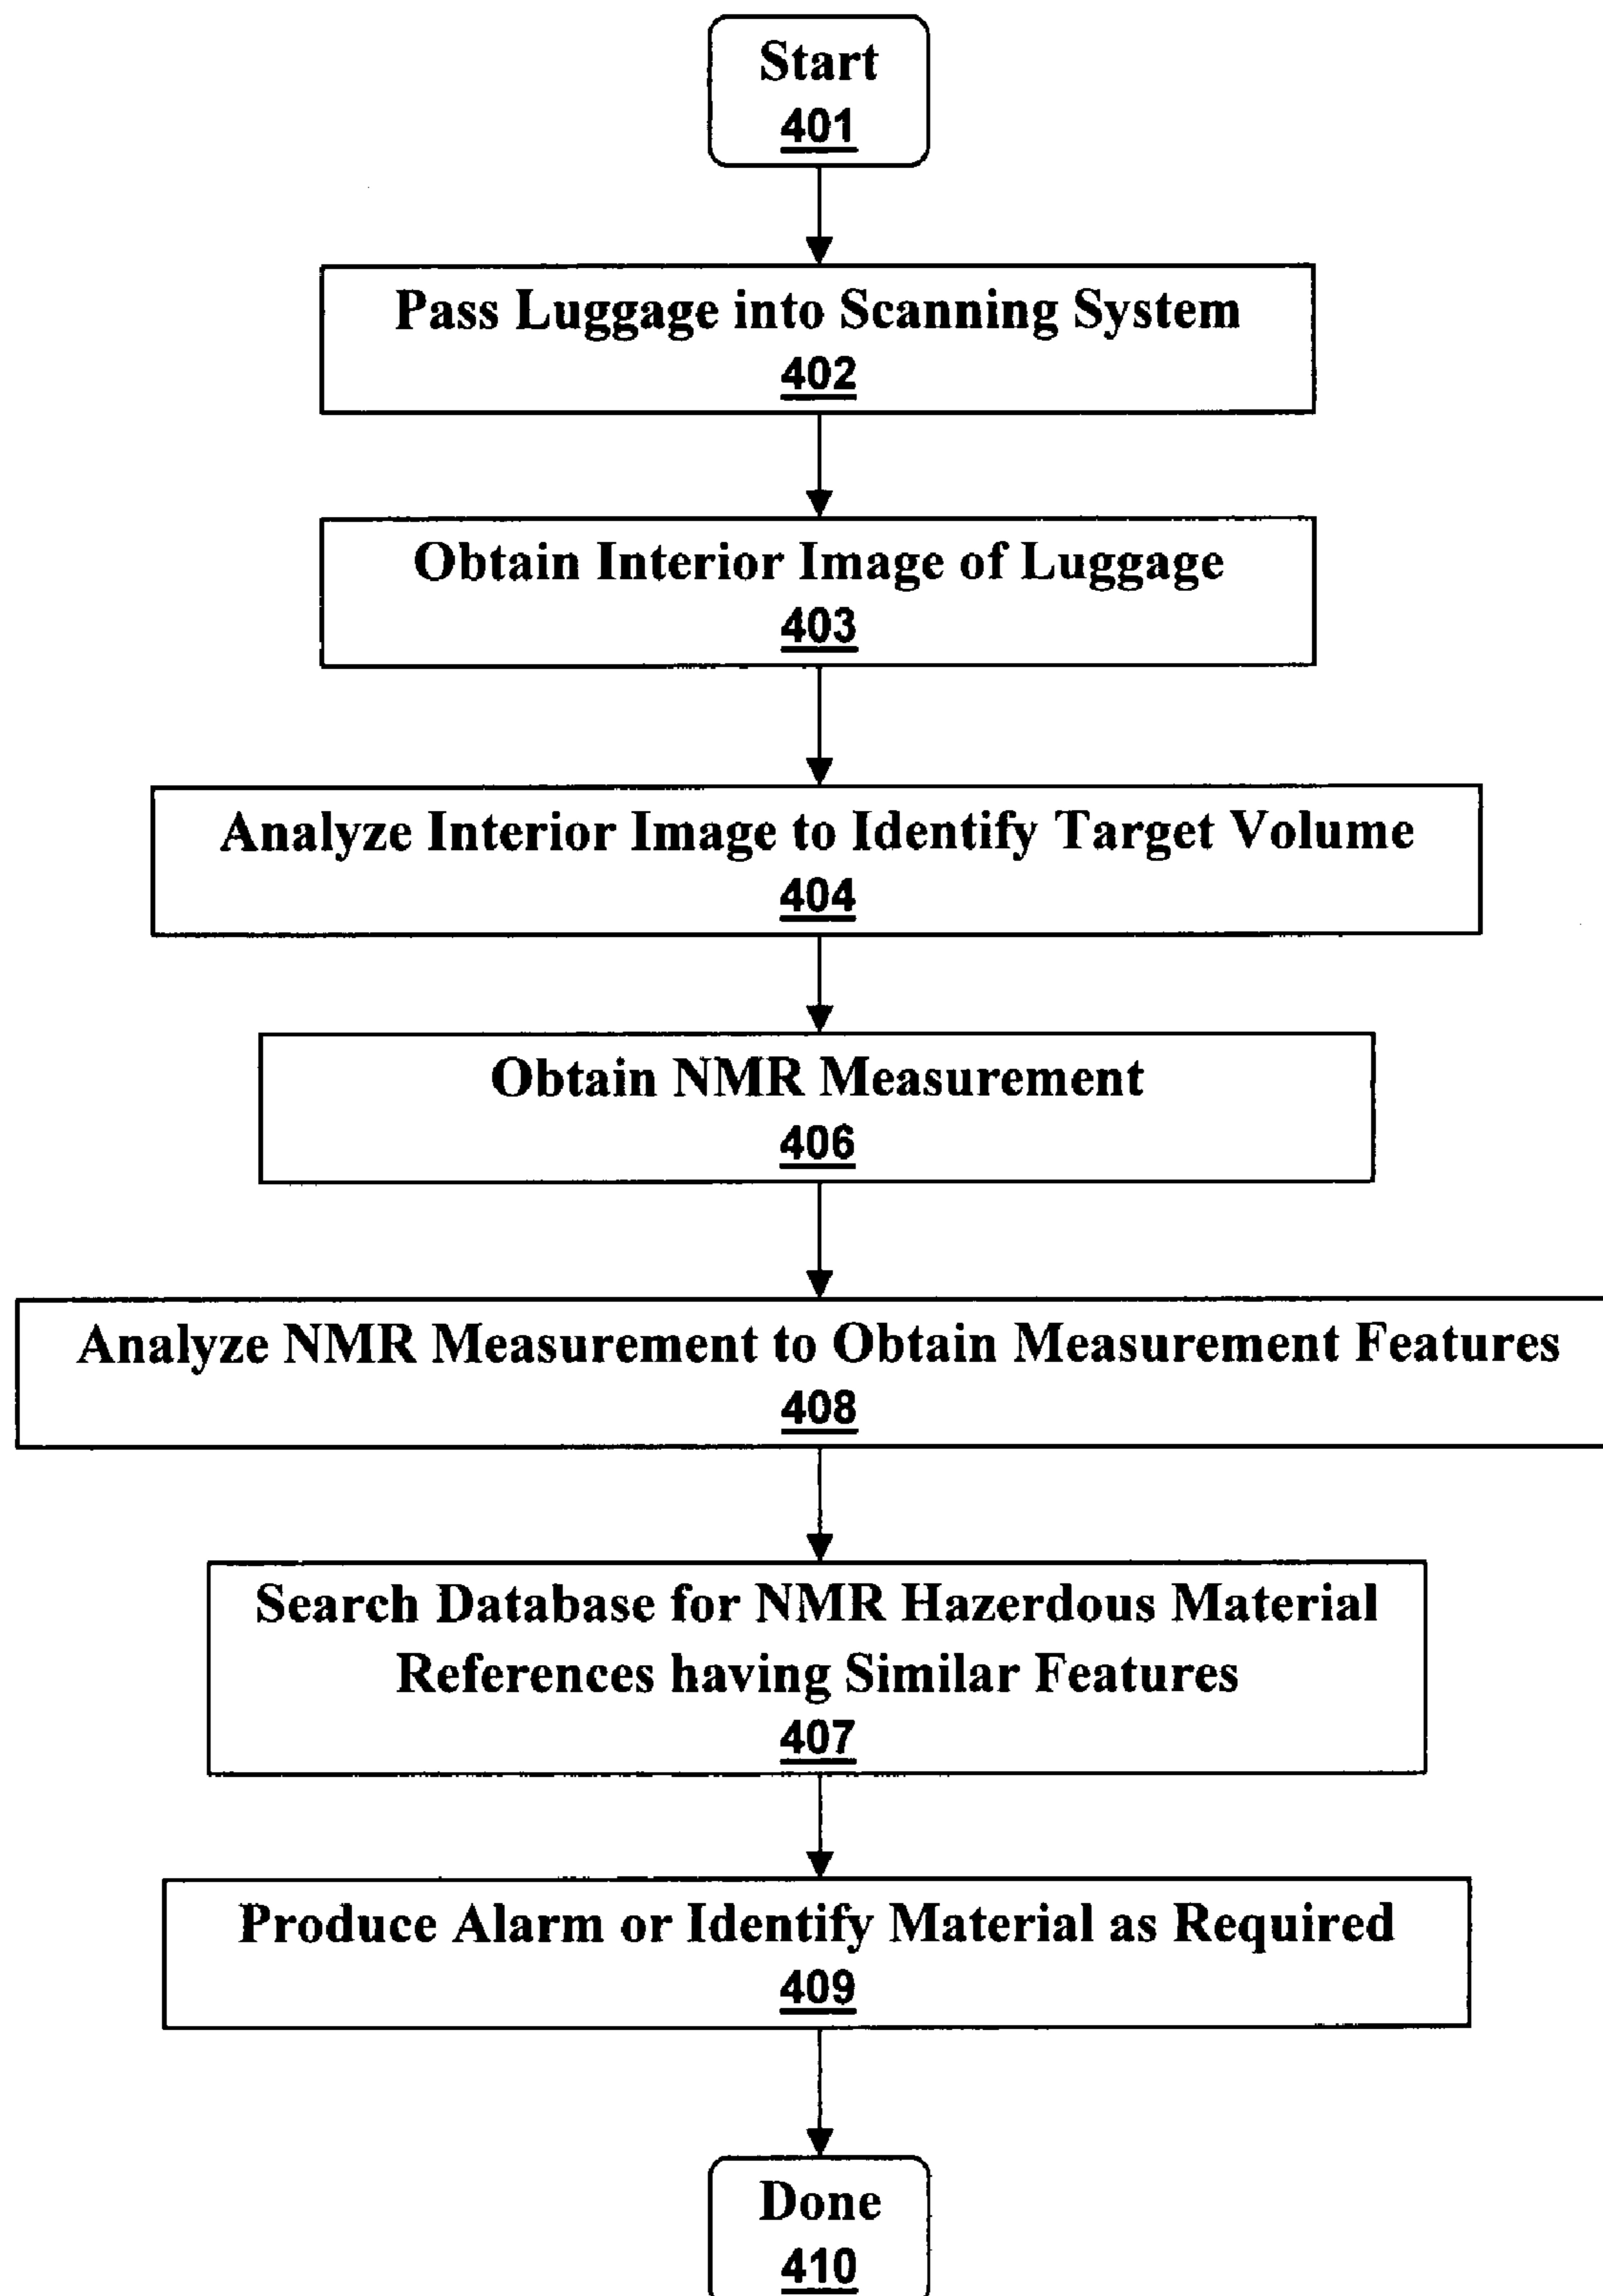 Start
401
Pass Luggage into Scanning System
402
Obtain Interior Image of Luggage
403
Analyze Interior Image to Identify Target Volume
404
Obtain NMR Measurement
406
Analyze NMR Measurement to Obtain Measurement Features
408
Search Database for NMR Hazerdous Material
References having Similar Features
407
Produce Alarm or Identify Material as Required
409
Done
410